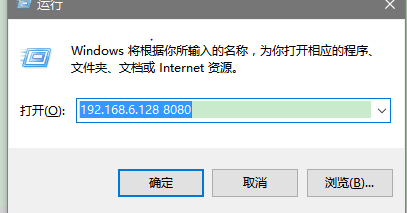 运行
Windows 将根据你所输入的名称，为你打开相应的程序、
文件夹、文档或 Internet 资源。
打开(O): 192.168.6.128 8080
确定 取消 浏览(B)...